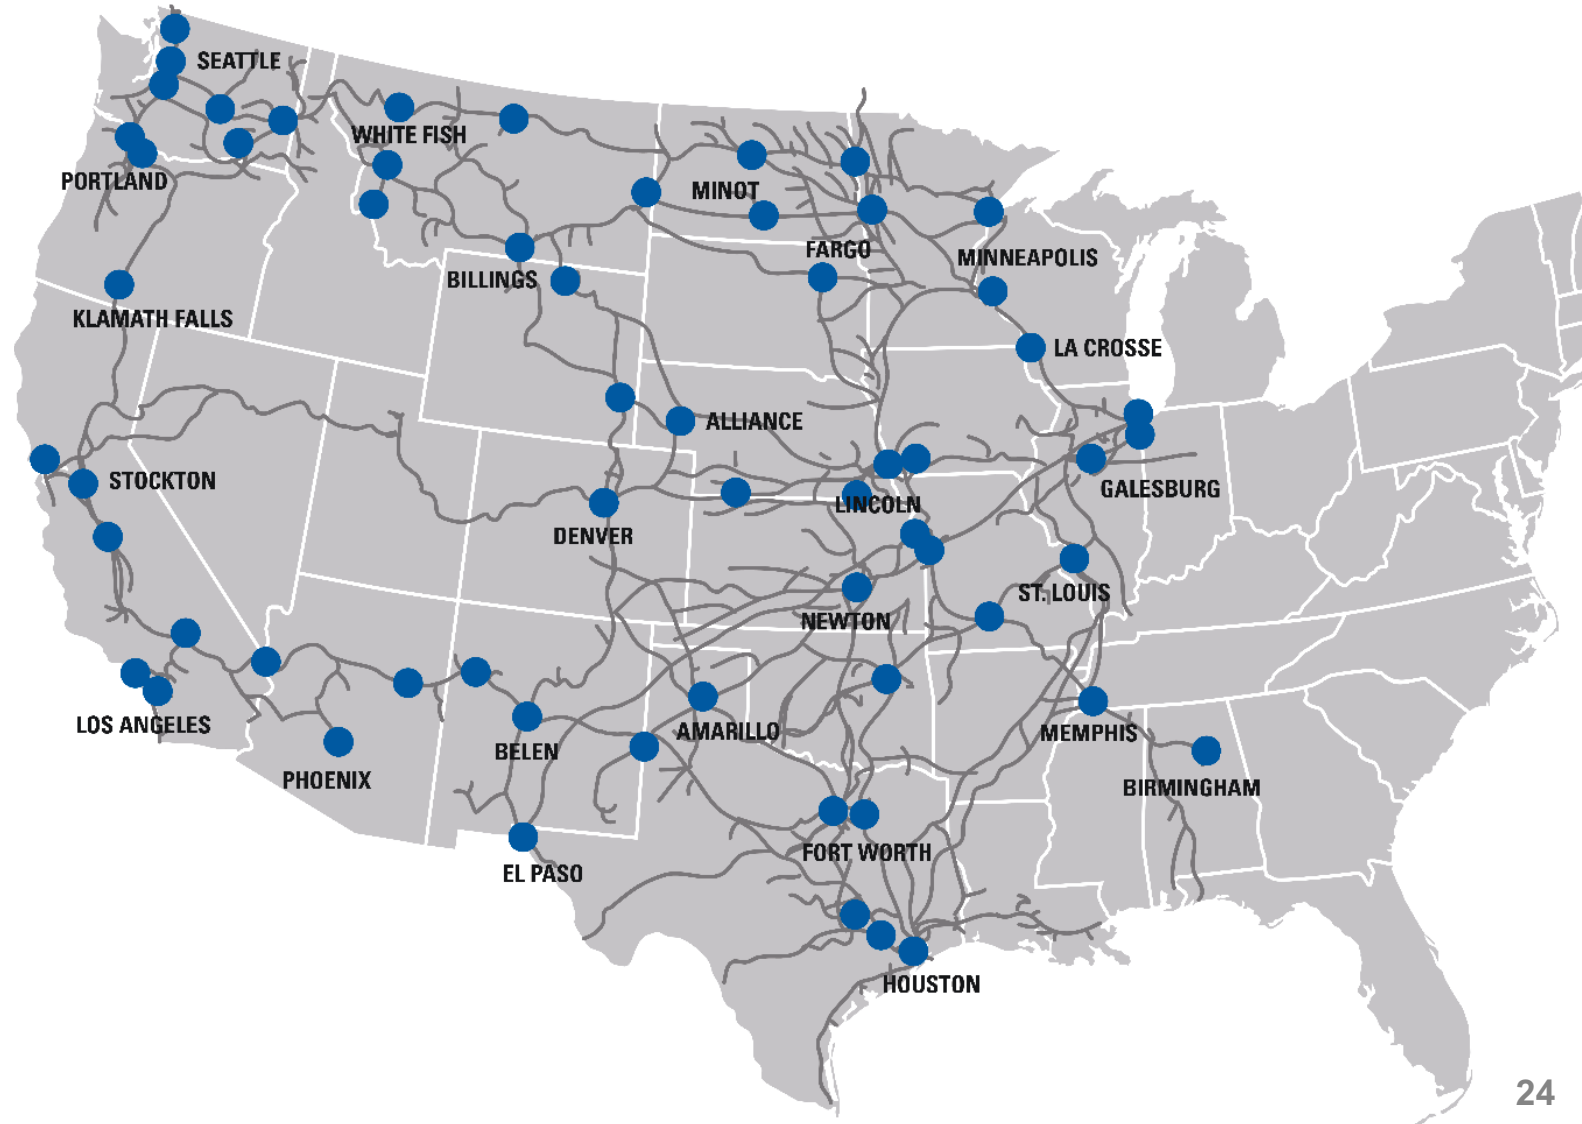 SEATTLE
WHITE FISH
PORTLAND
MINOT
FARGO
MINNEAPOLIS
BILLINGS
KLAMATH FALLS
LA CROSSE
ALLIANCE
STOCKTON
GALESBURG
LINCOLN
DENVER
ST. LOUIS
NEWTON
LOS ANGELES
AMARILLO
MEMPHIS
BELEN
PHOENIX
BIRMINGHAM
FORT WORTH
EL PASO
HOUSTON
24